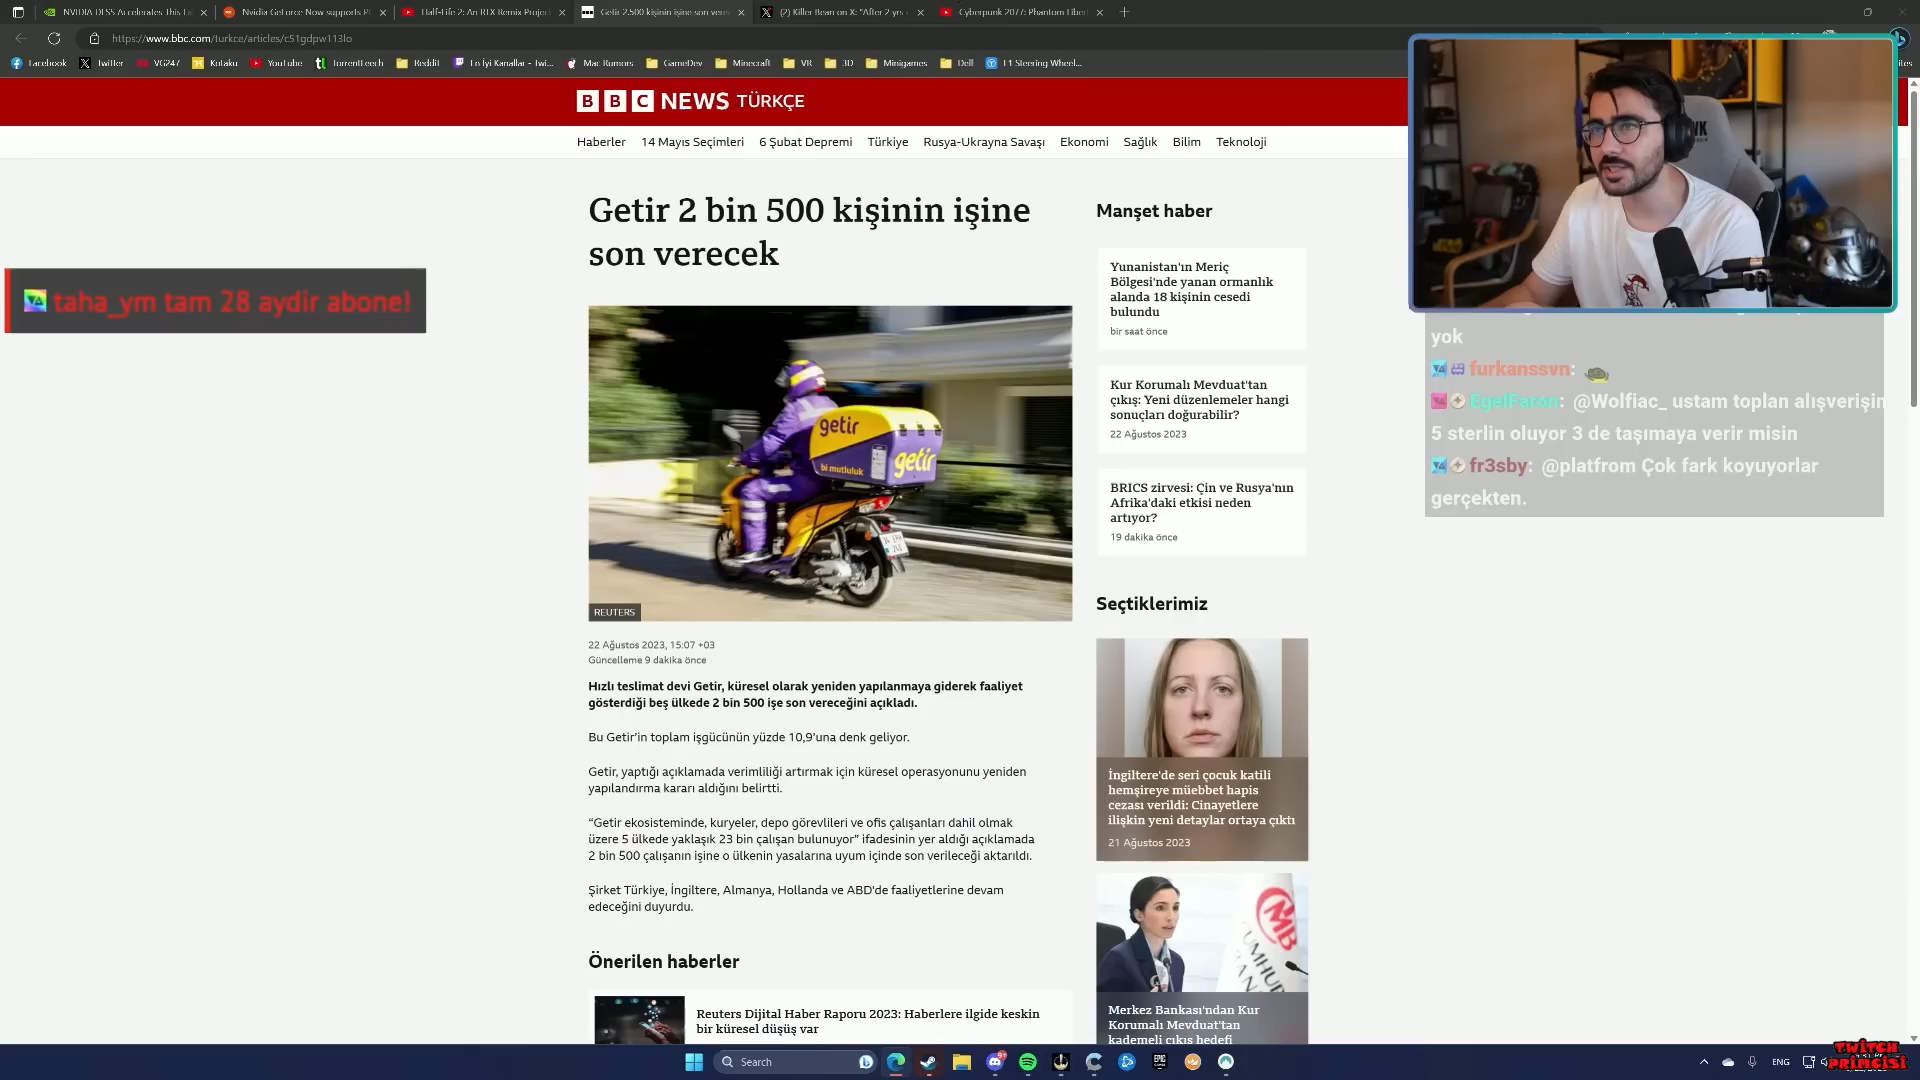 NVIDIA DLSS Accelerates This Fal
Nvidia GeForce Now supports PC
Half-Life 2: An RTX Remix Project
Getir 2.500 kişinin işine son verec
(2) Killer Bean on X: "After 2 yrs
Cyberpunk 2077: Phantom Libert
https://www.bbc.com/turkce/articles/c51gdpw113lo
Facebook
Twitter
VG247
Kotaku
YouTube
TorrentLeech
Reddit
En İyi Kanallar - Twi...
Mac Rumors
GameDev
Minecraft
VR
3D
Minigames
Dell
F1 Steering Wheel...
BBC NEWS TÜRKÇE
Haberler
14 Mayıs Seçimleri
6 Şubat Depremi
Türkiye
Rusya-Ukrayna Savaşı
Ekonomi
Sağlık
Bilim
Teknoloji
Getir 2 bin 500 kişinin işine
son verecek
taha_ym tam 28 aydir abone!
getir
bi mutluluk
getir
REUTERS
22 Ağustos 2023, 15:07 +03
Güncelleme 9 dakika önce
Hızlı teslimat devi Getir, küresel olarak yeniden yapılanmaya giderek faaliyet
gösterdiği beş ülkede 2 bin 500 işe son vereceğini açıkladı.
Bu Getir'in toplam işgücünün yüzde 10,9'una denk geliyor.
Getir, yaptığı açıklamada verimliliği artırmak için küresel operasyonunu yeniden
yapılandırma kararı aldığını belirtti.
“Getir ekosisteminde, kuryeler, depo görevlileri ve ofis çalışanları dahil olmak
üzere 5 ülkede yaklaşık 23 bin çalışan bulunuyor” ifadesinin yer aldığı açıklamada
2 bin 500 çalışanın işine o ülkenin yasalarına uyum içinde son verileceği aktarıldı.
Şirket Türkiye, İngiltere, Almanya, Hollanda ve ABD'de faaliyetlerine devam
edeceğini duyurdu.
Önerilen haberler
Reuters Dijital Haber Raporu 2023: Haberlere ilgide keskin
bir küresel düşüş var
Manşet haber
Yunanistan'ın Meriç
Bölgesi'nde yanan ormanlık
alanda 18 kişinin cesedi
bulundu
bir saat önce
Kur Korumalı Mevduat'tan
çıkış: Yeni düzenlemeler hangi
sonuçları doğurabilir?
22 Ağustos 2023
BRICS zirvesi: Çin ve Rusya'nın
Afrika'daki etkisi neden
artıyor?
19 dakika önce
Seçtiklerimiz
İngiltere'de seri çocuk katili
hemşireye müebbet hapis
cezası verildi: Cinayetlere
ilişkin yeni detaylar ortaya çıktı
21 Ağustos 2023
Merkez Bankası'ndan Kur
Korumalı Mevduat'tan
kademeli çıkış hedefi
yok
furkanssvn:
EgelFaron: @Wolfiac_ ustam toplan alışverişin
5 sterlin oluyor 3 de taşımaya verir misin
fr3sby: @platfrom Çok fark koyuyorlar
gerçekten.
Search
EPIC
ENG
TWITCH
PRIMCISI